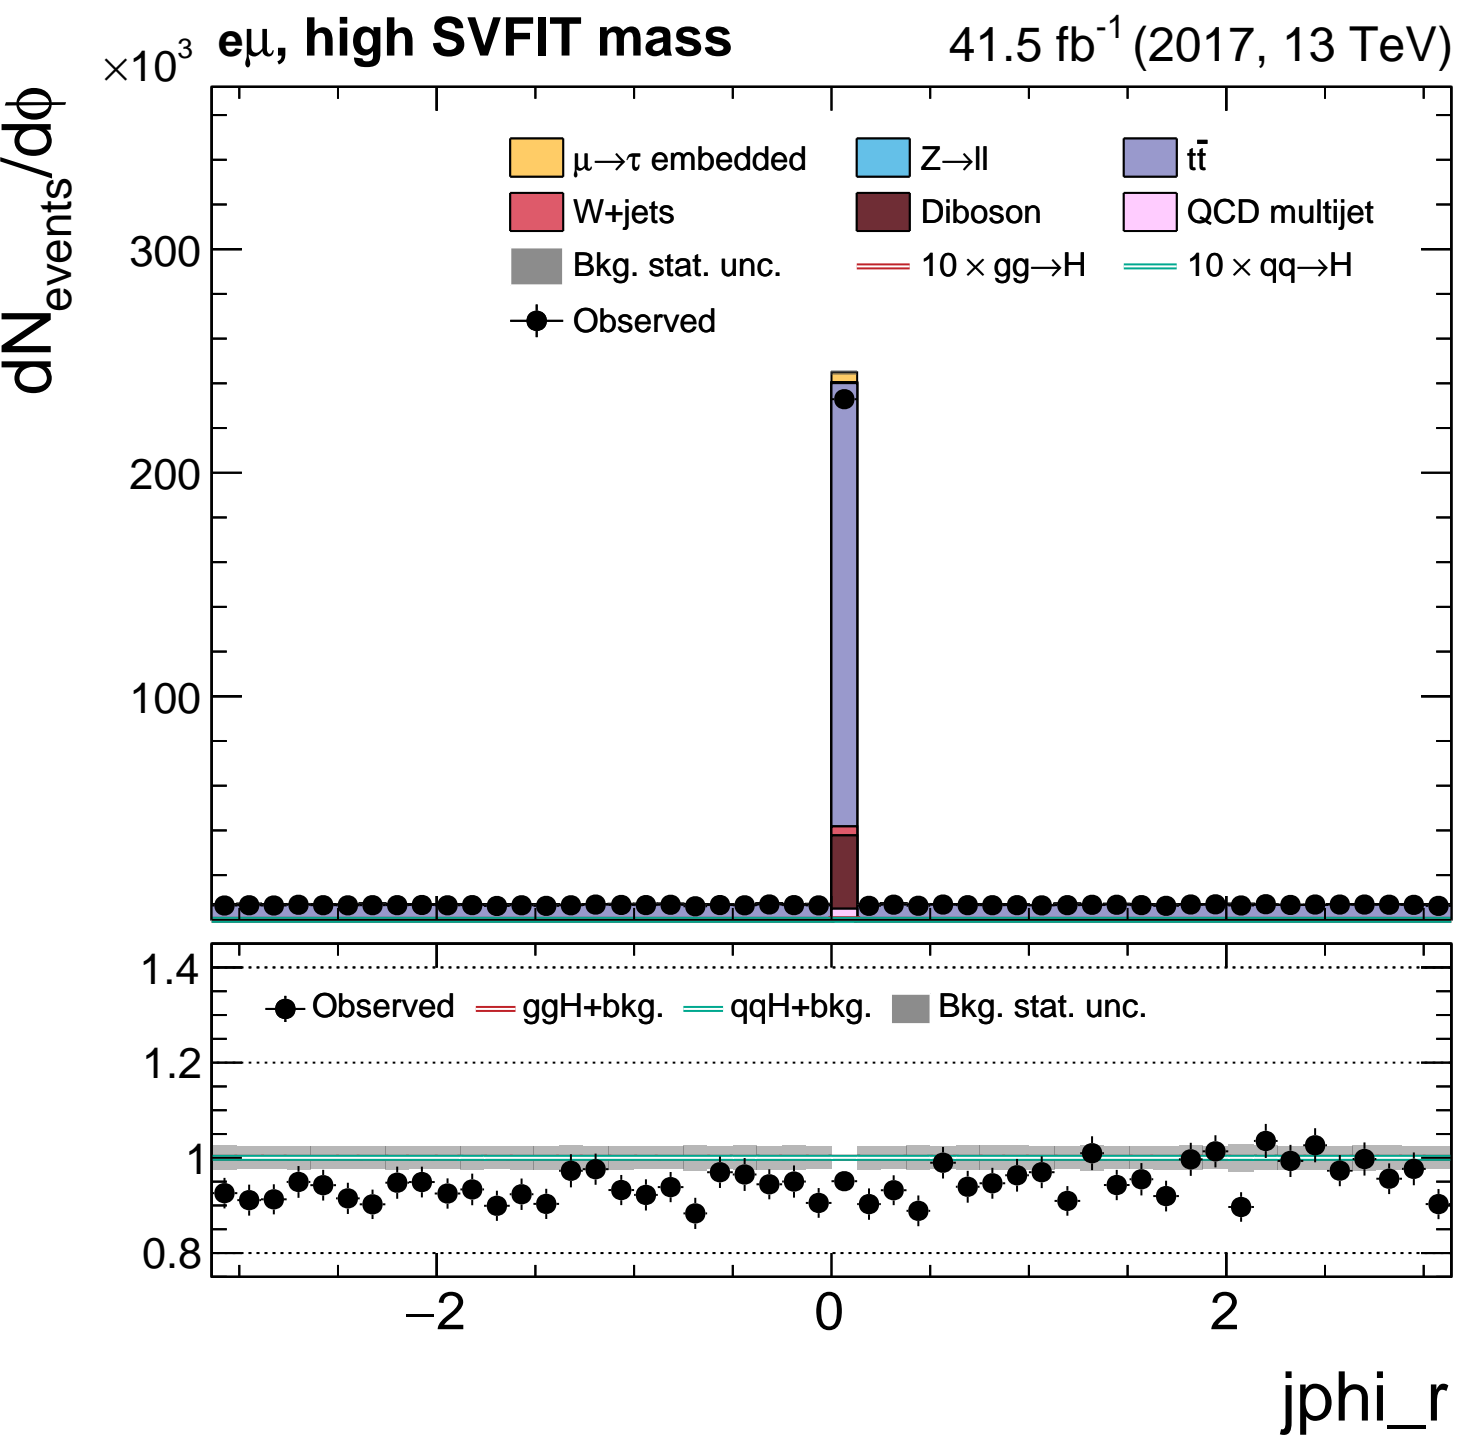 ×10³ eμ, high SVFIT mass 41.5 fb⁻¹ (2017, 13 TeV)
dN_events/dϕ
μ→τ embedded Z→ll tt̄
W+jets Diboson QCD multijet
Bkg. stat. unc. 10 × gg→H 10 × qq→H
Observed
300
200
100
1.4
Observed ggH+bkg. qqH+bkg. Bkg. stat. unc.
1.2
1
0.8
−2 0 2
jphi_r